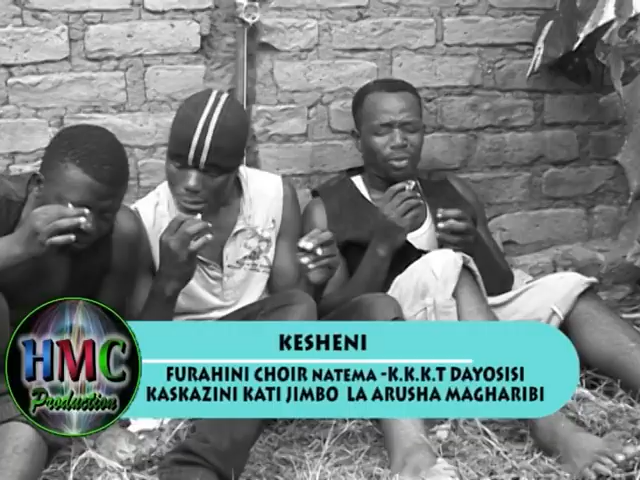 KESHENI
FURAHINI CHOIR NATEMA -K.K.K.T DAYOSISI
KASKAZINI KATI JIMBO LA ARUSHA MAGHARIBI
HMC
Production